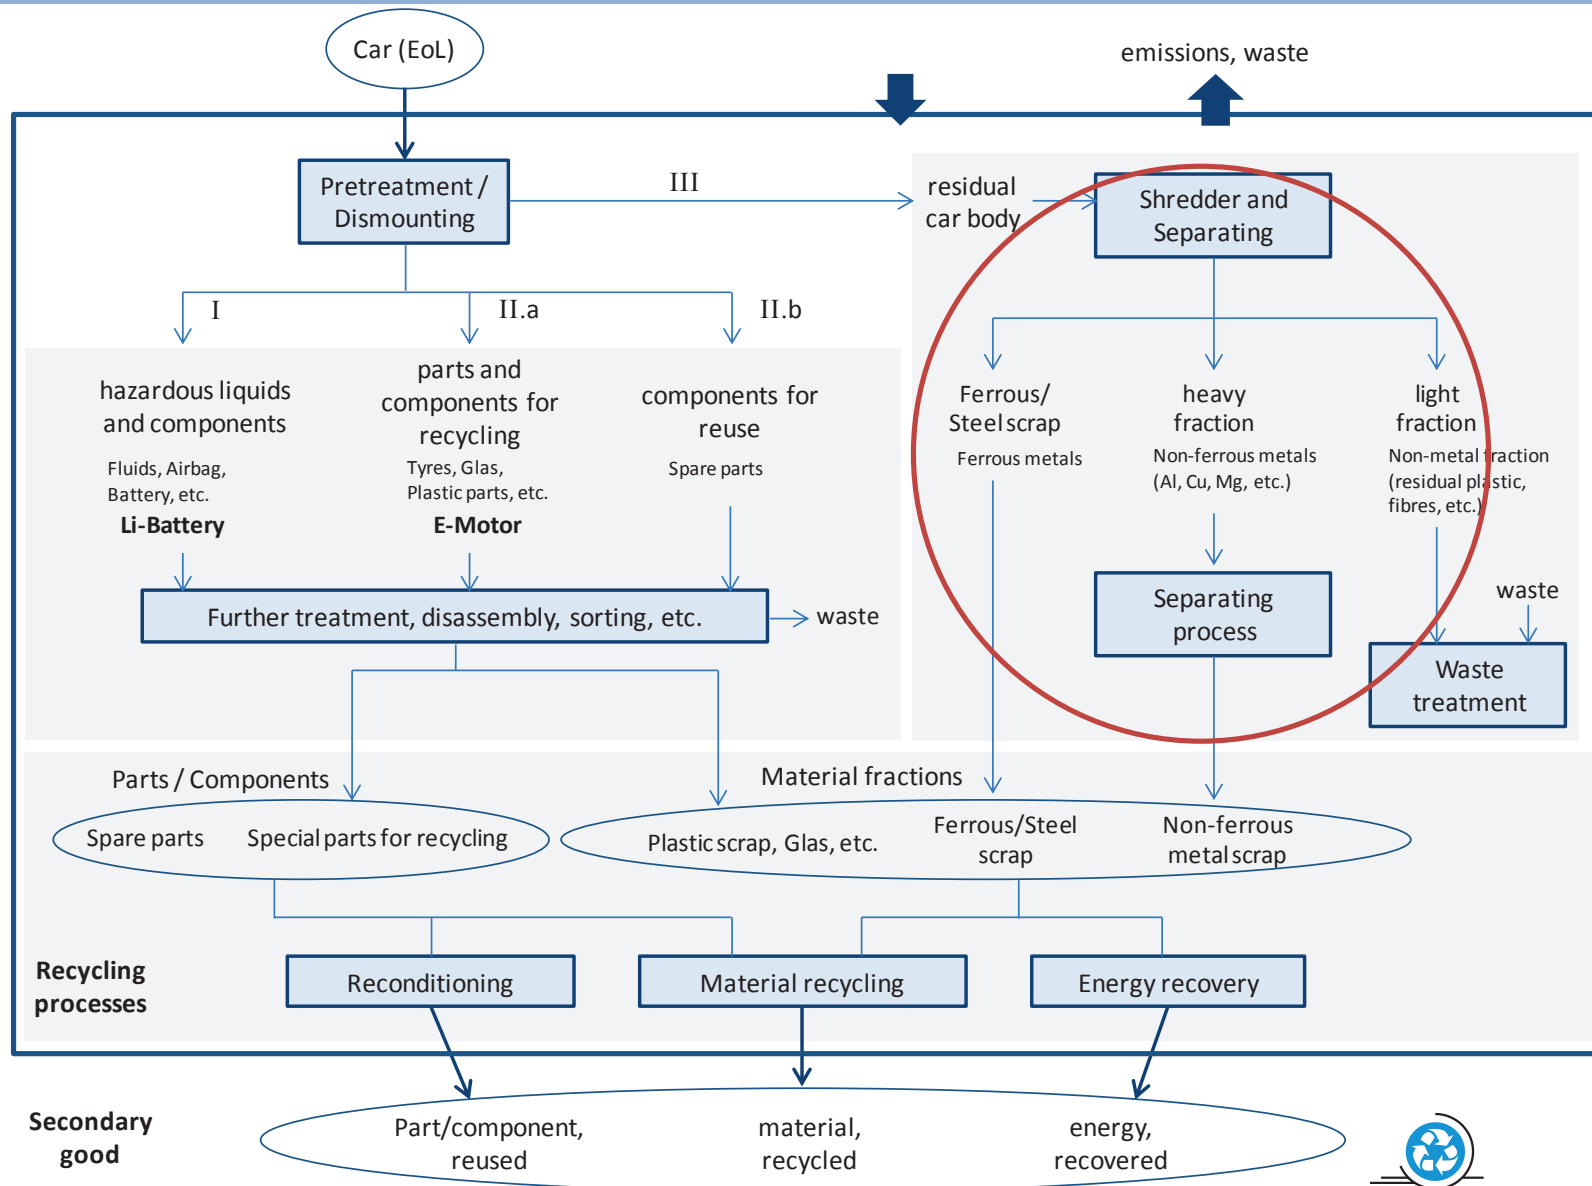 Car (EoL)
emissions, waste
Pretreatment /
Dismounting
III
residual
car body
Shredder and
Separating
I
II.a
II.b
hazardous liquids
and components
Fluids, Airbag,
Battery, etc.
Li-Battery
parts and
components for
recycling
Tyres, Glas,
Plastic parts, etc.
E-Motor
components for
reuse
Spare parts
Ferrous/
Steel scrap
Ferrous metals
heavy
fraction
Non-ferrous metals
(Al, Cu, Mg, etc.)
light
fraction
Non-metal fraction
(residual plastic,
fibres, etc.)
Further treatment, disassembly, sorting, etc.
waste
Separating
process
waste
Waste
treatment
Parts / Components
Material fractions
Spare parts
Special parts for recycling
Plastic scrap, Glas, etc.
Ferrous/Steel
scrap
Non-ferrous
metal scrap
Recycling
processes
Reconditioning
Material recycling
Energy recovery
Secondary
good
Part/component,
reused
material,
recycled
energy,
recovered